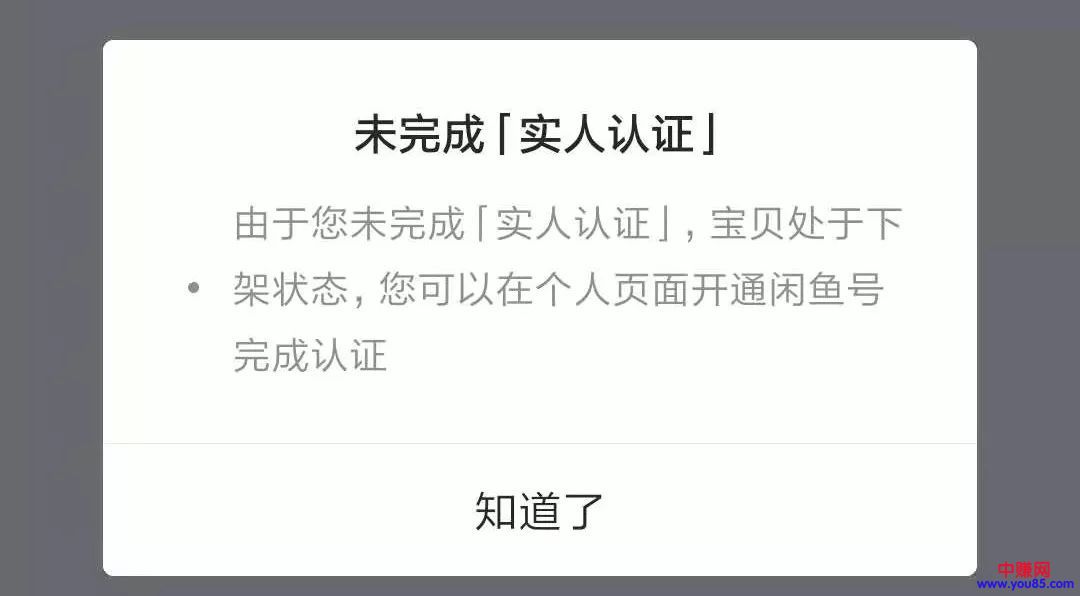 未完成「实人认证」
由于您未完成「实人认证」, 宝贝处于下
• 架状态, 您可以在个人页面开通闲鱼号
完成认证
知道了
中赚网
www.you85.com